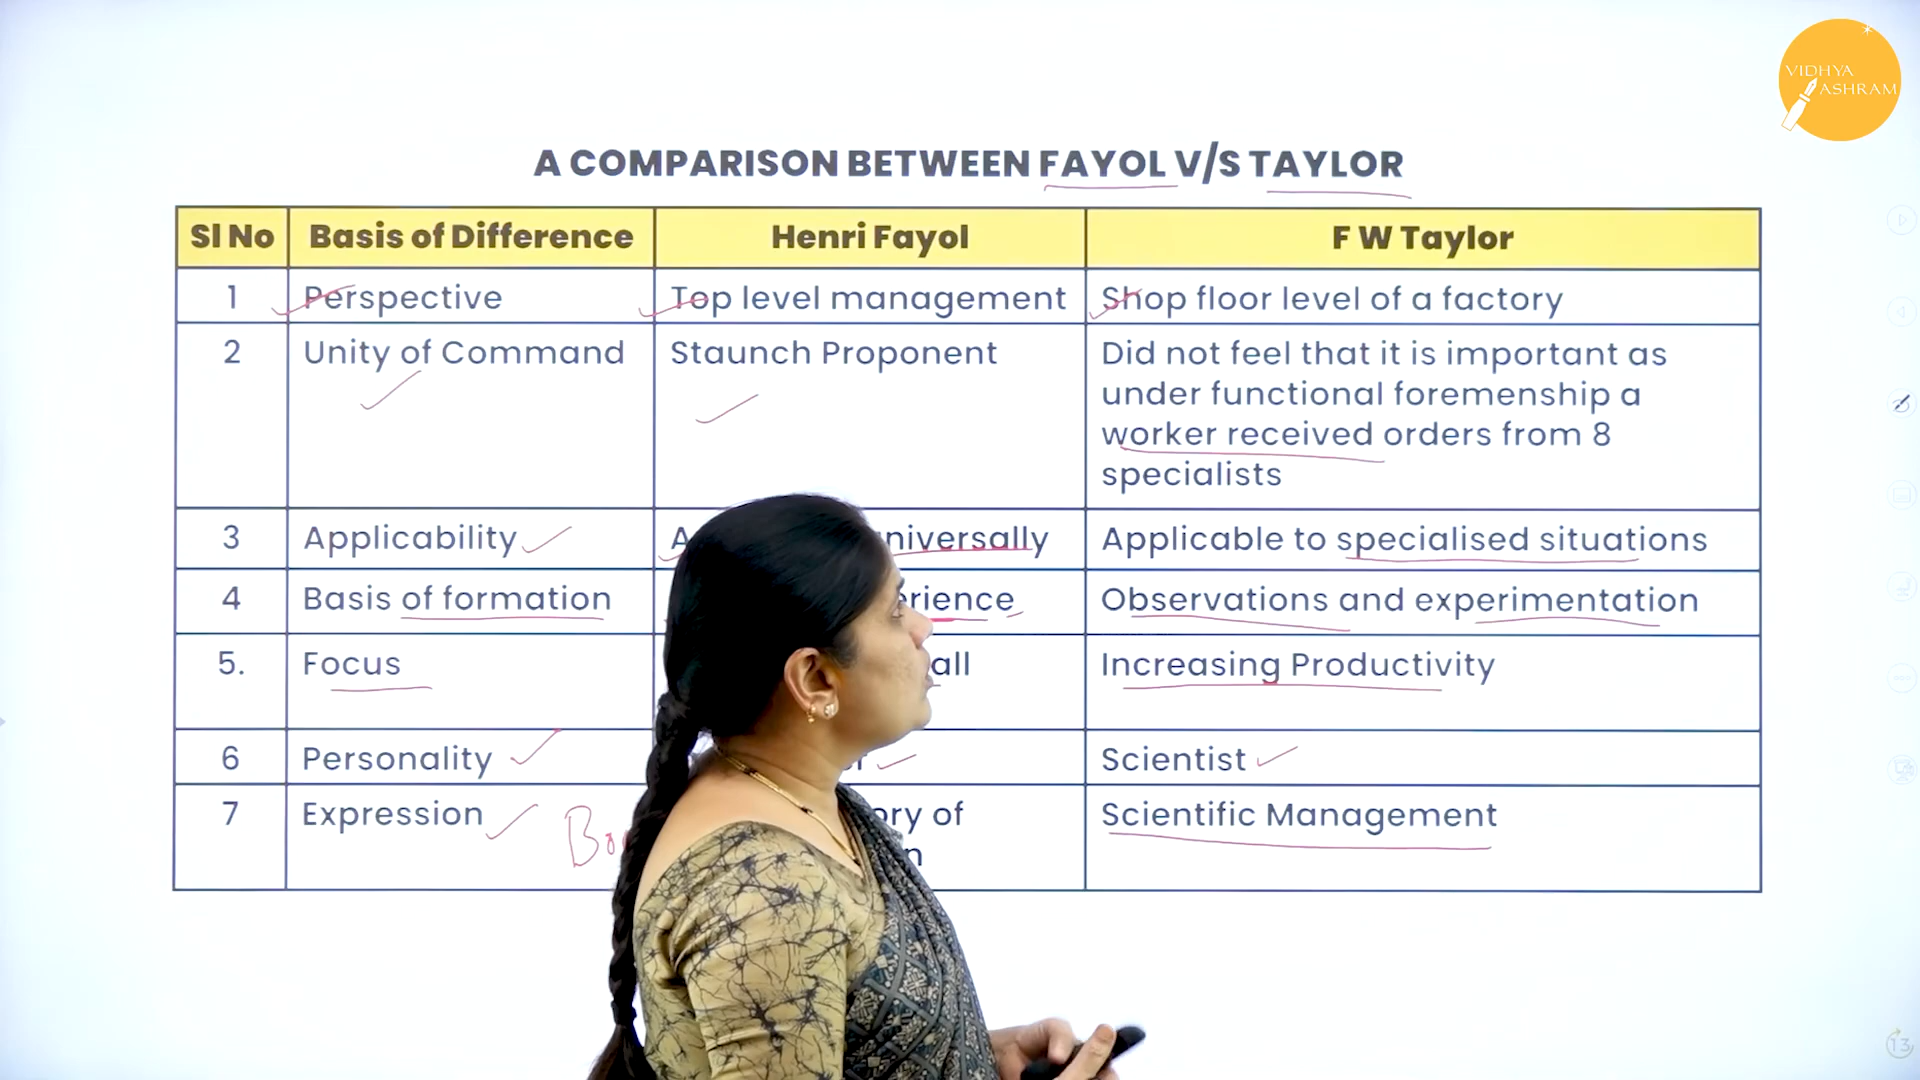 VIDHYA
ASHRAM
A COMPARISON BETWEEN FAYOL V/S TAYLOR
Sl No Basis of Difference Henri Fayol F W Taylor
1 Perspective Top level management Shop floor level of a factory
2 Unity of Command Staunch Proponent Did not feel that it is important as
under functional foremenship a
worker received orders from 8
specialists
3 Applicability Applicable to specialised situations
4 Basis of formation Observations and experimentation
5. Focus all Increasing Productivity
6 Personality Scientist
7 Expression of Scientific Management
13